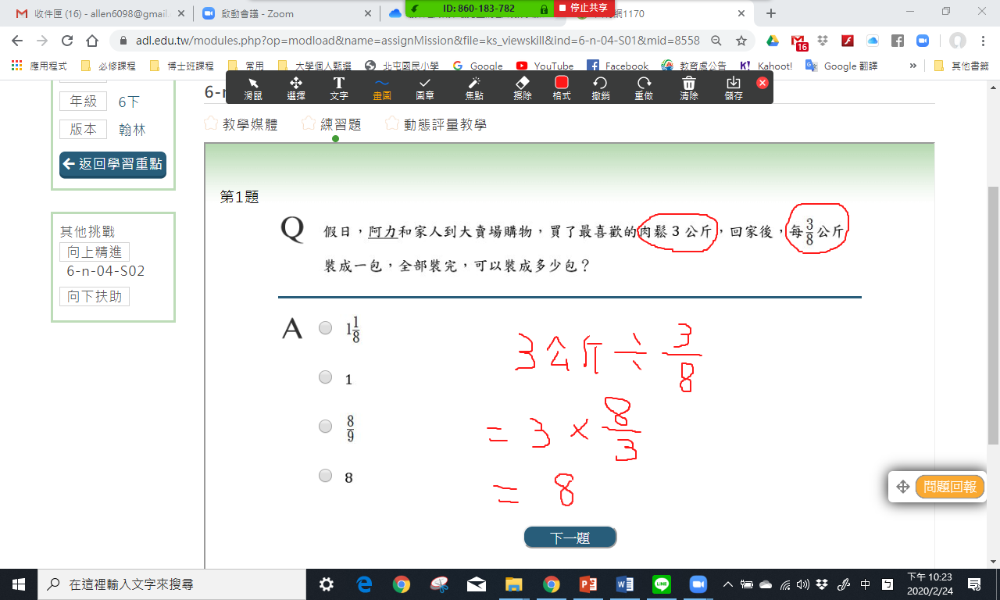 收件匣 (16) - allen6098@gmail.
啟動會議 - Zoom
ID: 860-183-782
停止共享
網1170
adl.edu.tw/modules.php?op=modload&name=assignMission&file=ks_viewskill&ind=6-n-04-S01&mid=8558
16
應用程式 必修課程 博士班課程 常用 大學個人甄選 北屯國民小學 Google YouTube Facebook 教育處公告 Kahoot! Google 翻譯 » 其他書籤
滑鼠 選擇 文字 畫圖 圖章 焦點 擦除 格式 撤銷 重做 清除 儲存
年級 6下
版本 翰林
返回學習重點
其他挑戰
向上精進
6-n-04-S02
向下扶助
教學媒體 練習題 動態評量教學
第1題
Q 假日，阿力和家人到大賣場購物，買了最喜歡的肉鬆 3 公斤，回家後，每3/8公斤
裝成一包，全部裝完，可以裝成多少包？
A
1 1/8
1
8/9
8
3公斤÷3/8
=3×8/3
=8
下一題
問題回報
在這裡輸入文字來搜尋
中
下午 10:23
2020/2/24